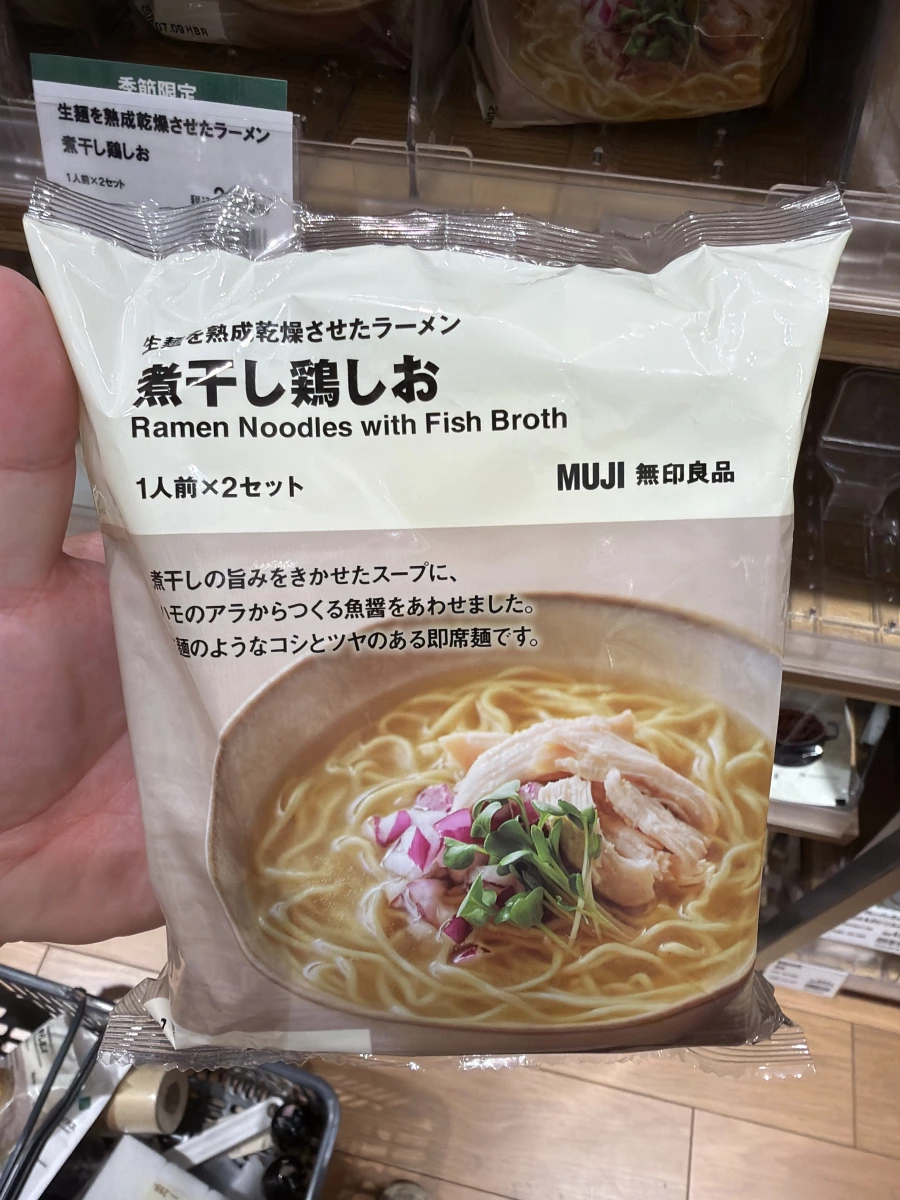 季節限定
生麺を熟成乾燥させたラーメン
煮干し鶏しお
1人前×2セット
生麺を熟成乾燥させたラーメン
煮干し鶏しお
Ramen Noodles with Fish Broth
1人前×2セット
MUJI 無印良品
煮干しの旨みをきかせたスープに、
ハモのアラからつくる魚醤をあわせました。
麺のようなコシとツヤのある即席麺です。